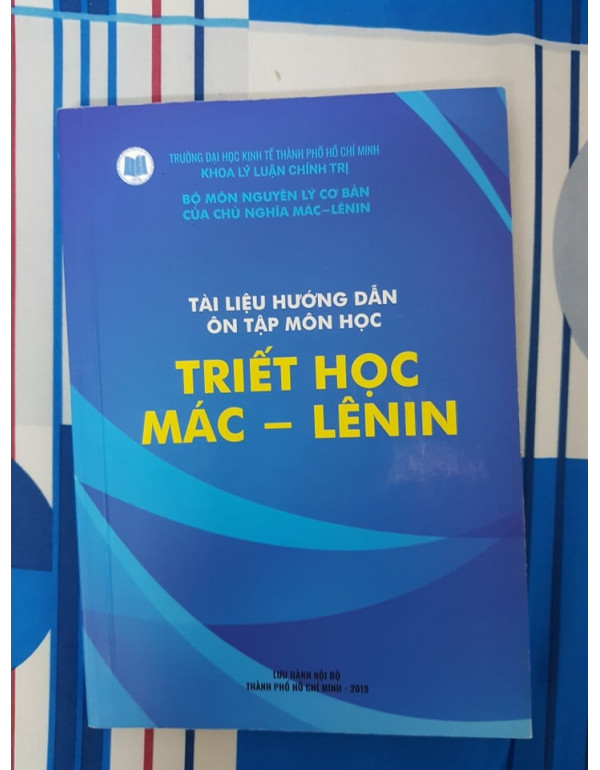 TRƯỜNG ĐẠI HỌC KINH TẾ THÀNH PHỐ HỒ CHÍ MINH
KHOA LÝ LUẬN CHÍNH TRỊ
BỘ MÔN NGUYÊN LÝ CƠ BẢN
CỦA CHỦ NGHĨA MÁC–LÊNIN
TÀI LIỆU HƯỚNG DẪN
ÔN TẬP MÔN HỌC
TRIẾT HỌC
MÁC – LÊNIN
LƯU HÀNH NỘI BỘ
THÀNH PHỐ HỒ CHÍ MINH - 2019